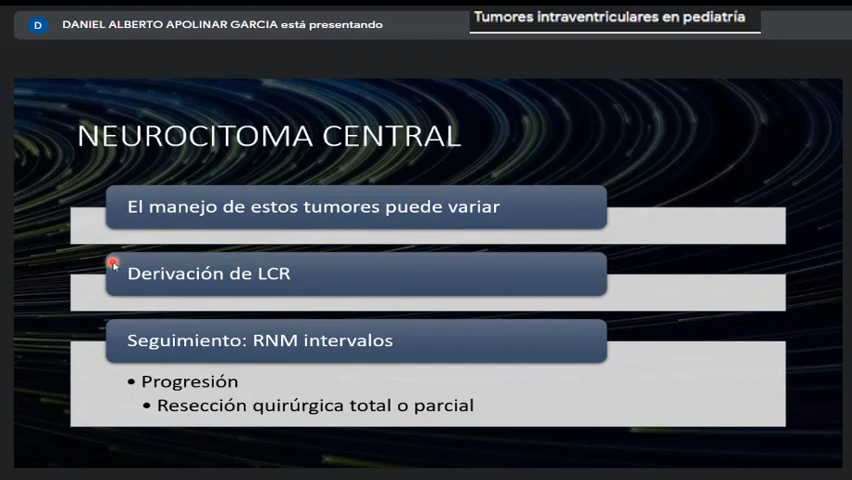 D DANIEL ALBERTO APOLINAR GARCIA está presentando
Tumores intraventriculares en pediatría
NEUROCITOMA CENTRAL
El manejo de estos tumores puede variar
Derivación de LCR
Seguimiento: RNM intervalos
• Progresión
• Resección quirúrgica total o parcial